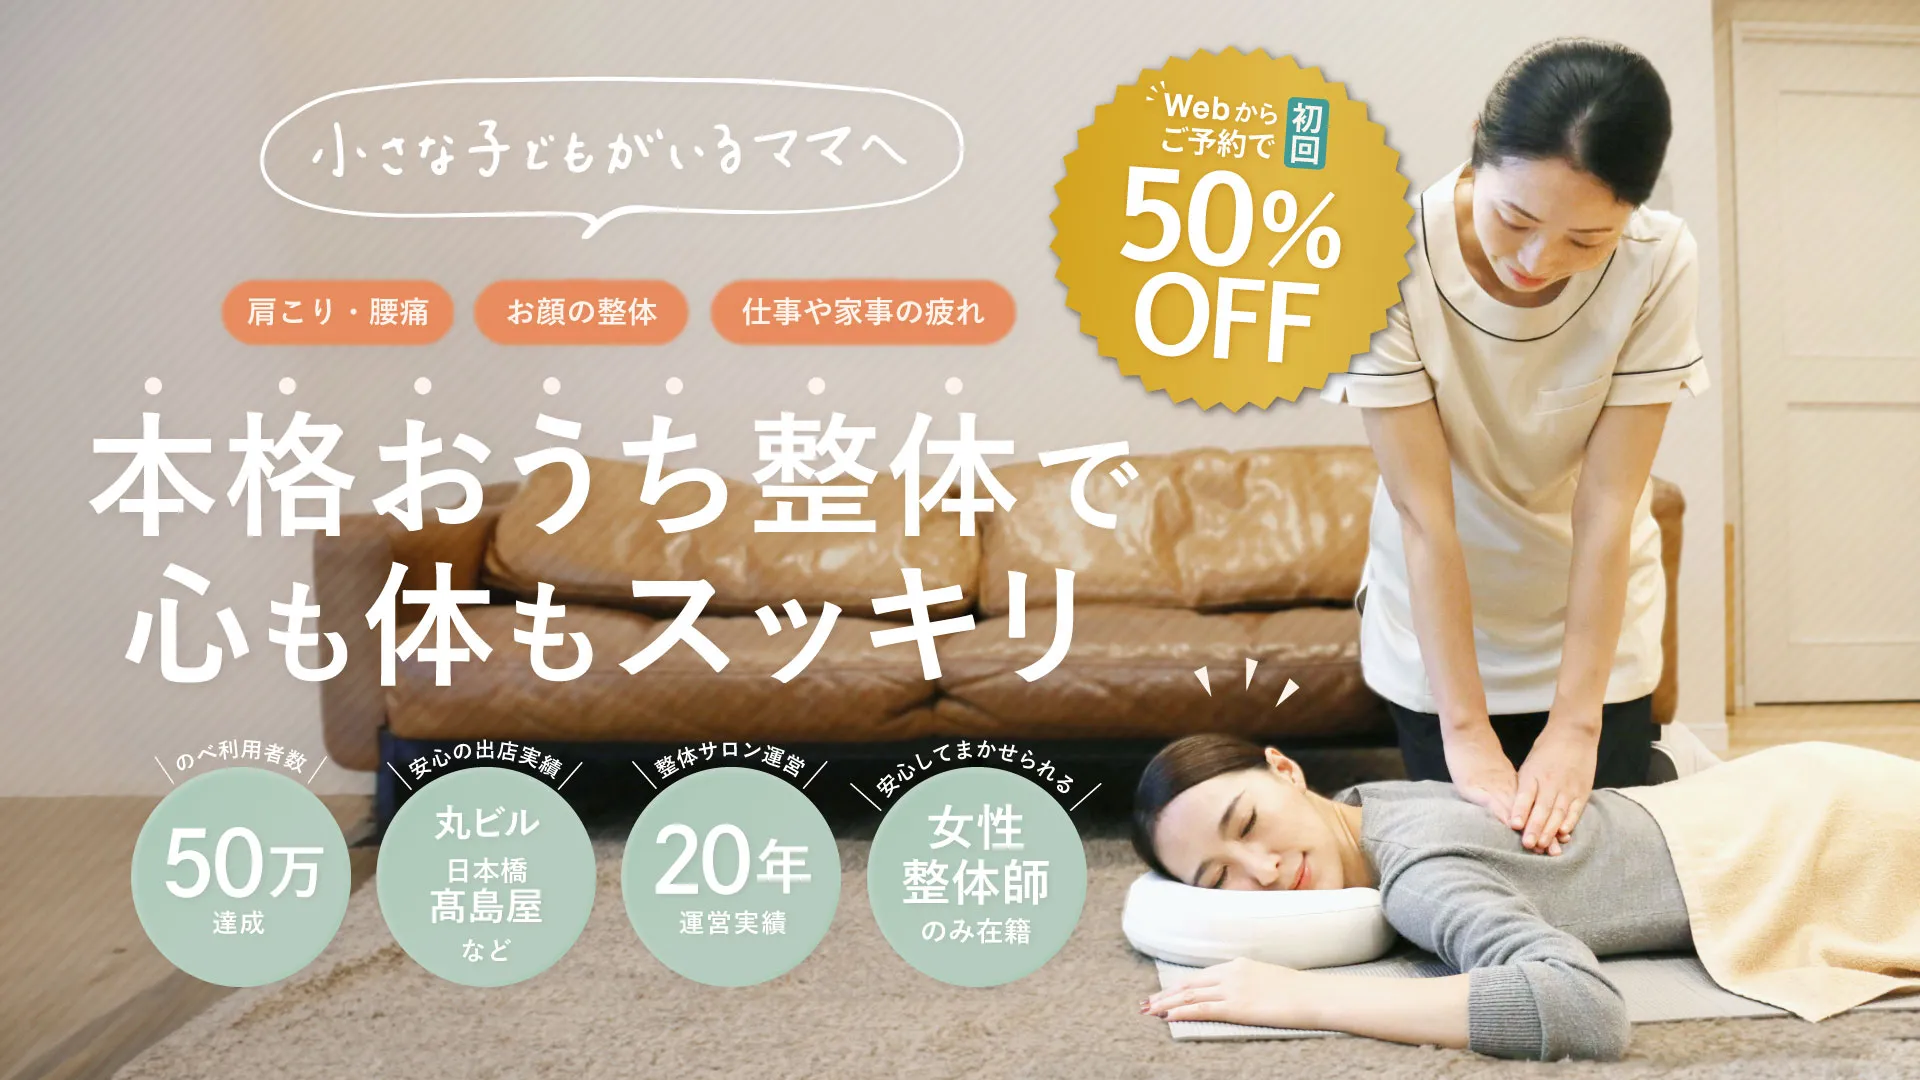 小さな子どもがいるママへ
Webから
ご予約で
初回
50%
OFF
肩こり・腰痛
お顔の整体
仕事や家事の疲れ
本格おうち整体で
心も体もスッキリ
のべ利用者数
50万
達成
安心の出店実績
丸ビル
日本橋
髙島屋
など
整体サロン運営
20年
運営実績
安心してまかせられる
女性
整体師
のみ在籍